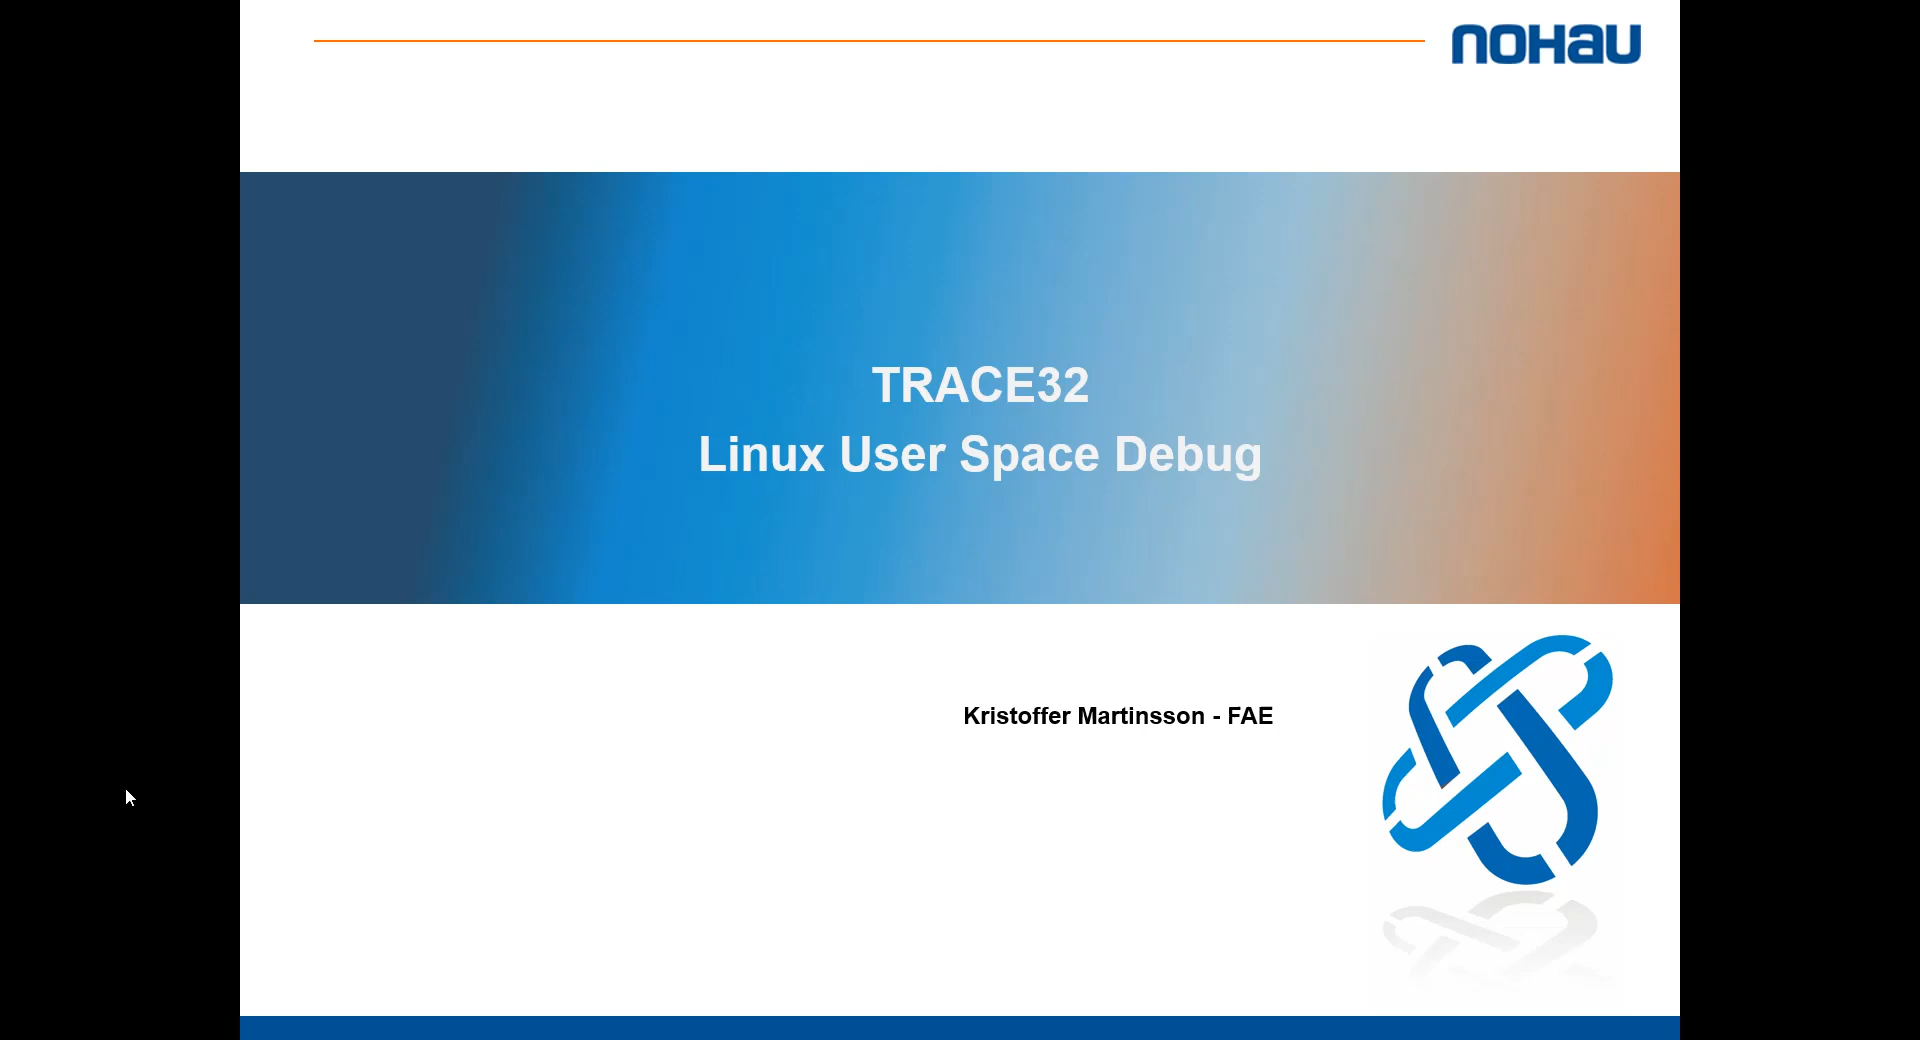 noHau
TRACE32
Linux User Space Debug
Kristoffer Martinsson - FAE